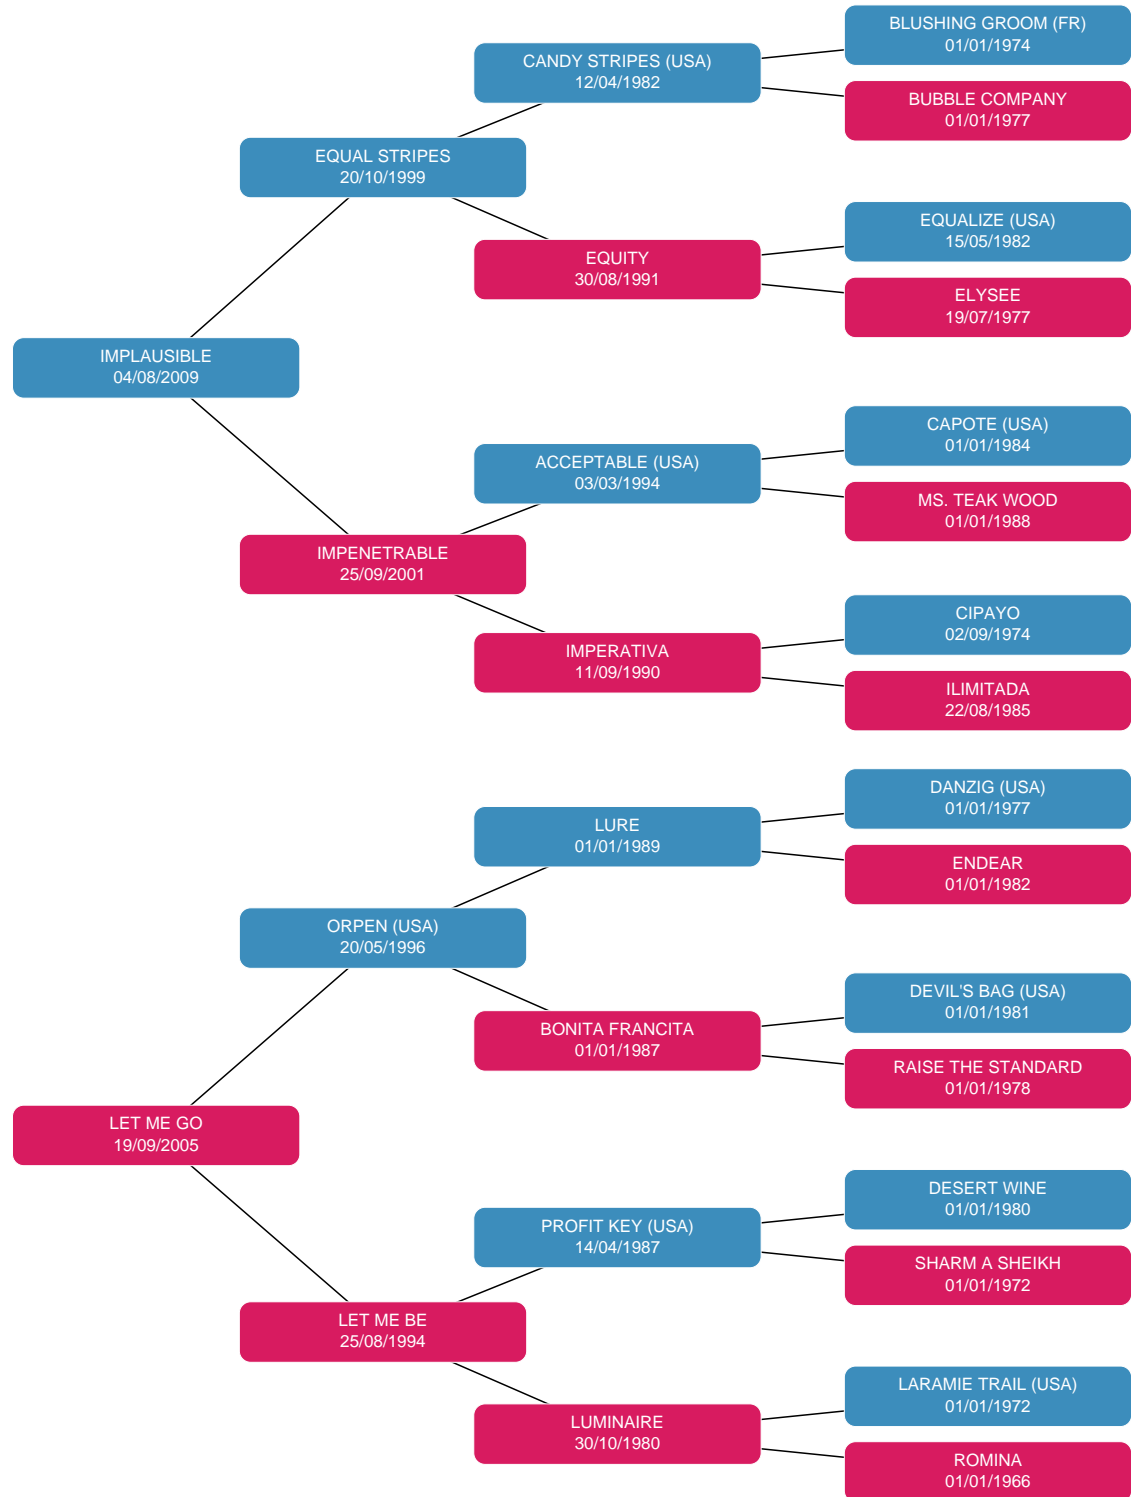 BLUSHING GROOM (FR)
01/01/1974
CANDY STRIPES (USA)
12/04/1982
BUBBLE COMPANY
01/01/1977
EQUAL STRIPES
20/10/1999
EQUALIZE (USA)
15/05/1982
EQUITY
30/08/1991
ELYSEE
19/07/1977
IMPLAUSIBLE
04/08/2009
CAPOTE (USA)
01/01/1984
ACCEPTABLE (USA)
03/03/1994
MS. TEAK WOOD
01/01/1988
IMPENETRABLE
25/09/2001
CIPAYO
02/09/1974
IMPERATIVA
11/09/1990
ILIMITADA
22/08/1985
DANZIG (USA)
01/01/1977
LURE
01/01/1989
ENDEAR
01/01/1982
ORPEN (USA)
20/05/1996
DEVIL'S BAG (USA)
01/01/1981
BONITA FRANCITA
01/01/1987
RAISE THE STANDARD
01/01/1978
LET ME GO
19/09/2005
DESERT WINE
01/01/1980
PROFIT KEY (USA)
14/04/1987
SHARM A SHEIKH
01/01/1972
LET ME BE
25/08/1994
LARAMIE TRAIL (USA)
01/01/1972
LUMINAIRE
30/10/1980
ROMINA
01/01/1966